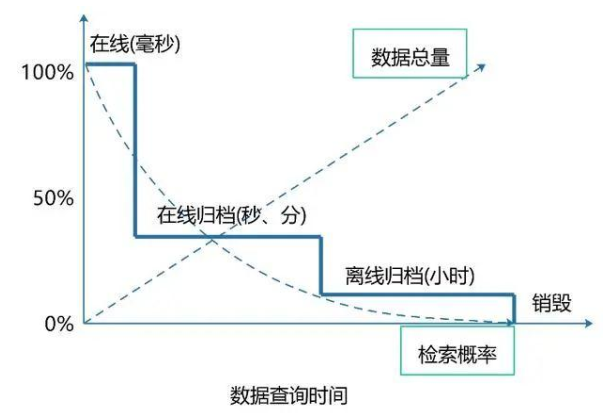 在线(毫秒)
数据总量
100%
50%
在线归档(秒、分)
离线归档(小时)
销毁
0%
检索概率
数据查询时间